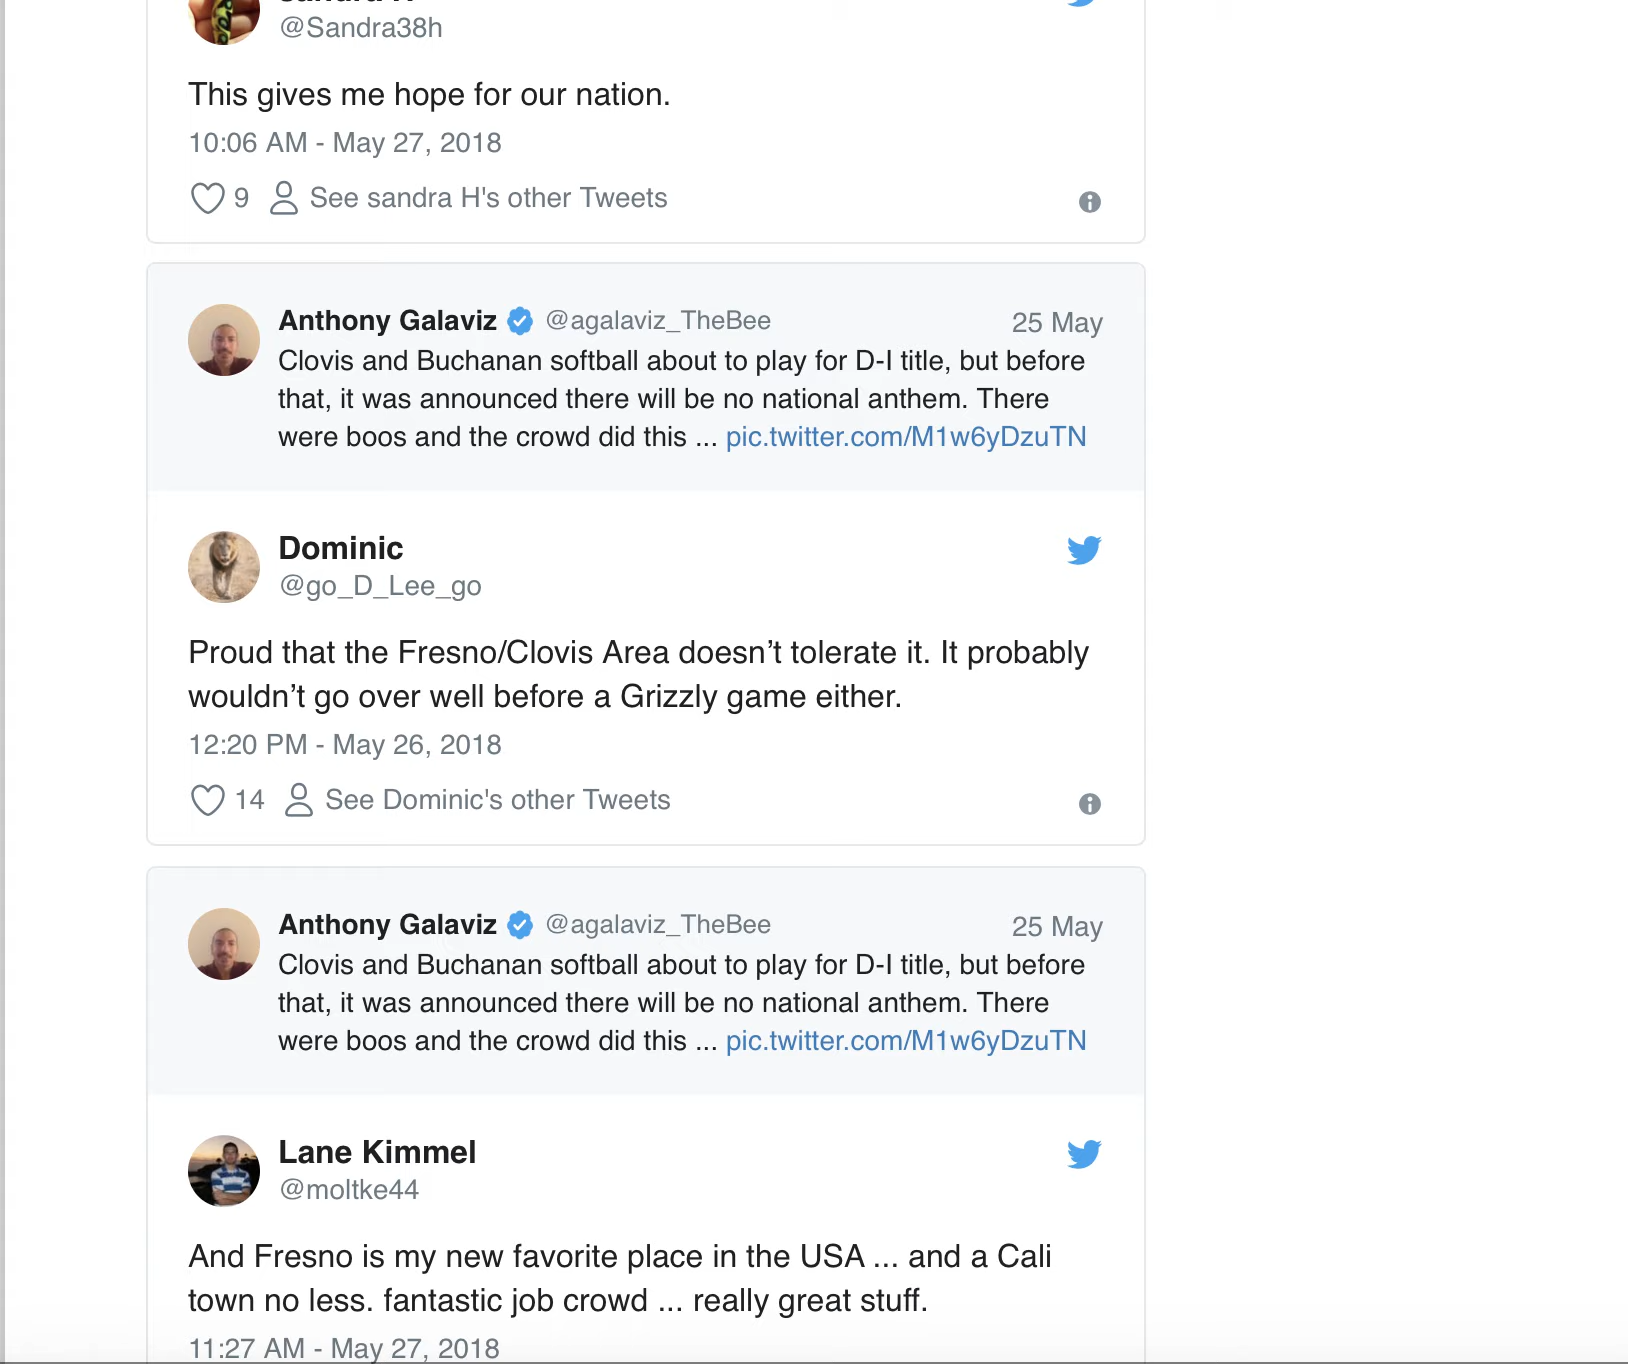 @Sandra38h
This gives me hope for our nation.
10:06 AM - May 27, 2018
9 See sandra H's other Tweets
Anthony Galaviz @agalaviz_TheBee 25 May
Clovis and Buchanan softball about to play for D-I title, but before
that, it was announced there will be no national anthem. There
were boos and the crowd did this ... pic.twitter.com/M1w6yDzuTN
Dominic
@go_D_Lee_go
Proud that the Fresno/Clovis Area doesn’t tolerate it. It probably
wouldn’t go over well before a Grizzly game either.
12:20 PM - May 26, 2018
14 See Dominic's other Tweets
Anthony Galaviz @agalaviz_TheBee 25 May
Clovis and Buchanan softball about to play for D-I title, but before
that, it was announced there will be no national anthem. There
were boos and the crowd did this ... pic.twitter.com/M1w6yDzuTN
Lane Kimmel
@moltke44
And Fresno is my new favorite place in the USA ... and a Cali
town no less. fantastic job crowd ... really great stuff.
11:27 AM - May 27, 2018